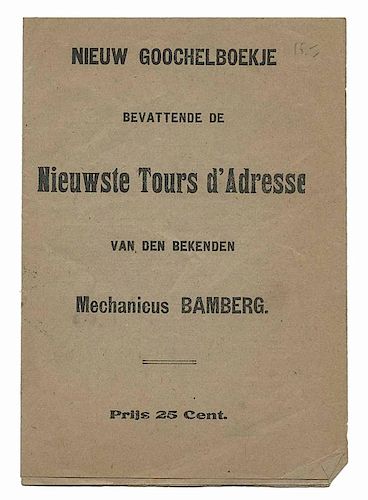 NIEUW GOOCHELBOEKJE
BEVATTENDE DE
Nieuwste Tours d'Adresse
VAN DEN BEKENDEN
Mechanicus BAMBERG.
Prijs 25 Cent.